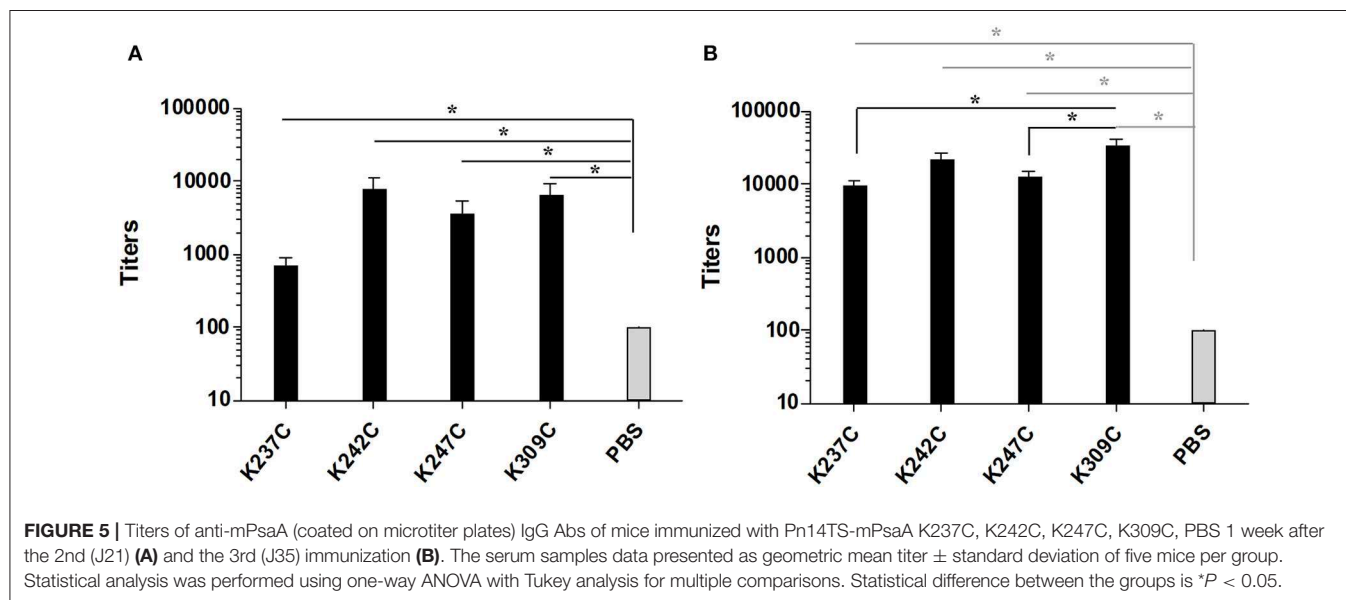 A
*
*
*
*
100000
10000
1000
100
10
Titers
K237C
K242C
K247C
K309C
PBS
B
*
*
*
*
*
*
100000
10000
1000
100
10
Titers
K237C
K242C
K247C
K309C
PBS
FIGURE 5 | Titers of anti-mPsaA (coated on microtiter plates) IgG Abs of mice immunized with Pn14TS-mPsaA K237C, K242C, K247C, K309C, PBS 1 week after
the 2nd (J21) (A) and the 3rd (J35) immunization (B). The serum samples data presented as geometric mean titer ± standard deviation of five mice per group.
Statistical analysis was performed using one-way ANOVA with Tukey analysis for multiple comparisons. Statistical difference between the groups is *P < 0.05.